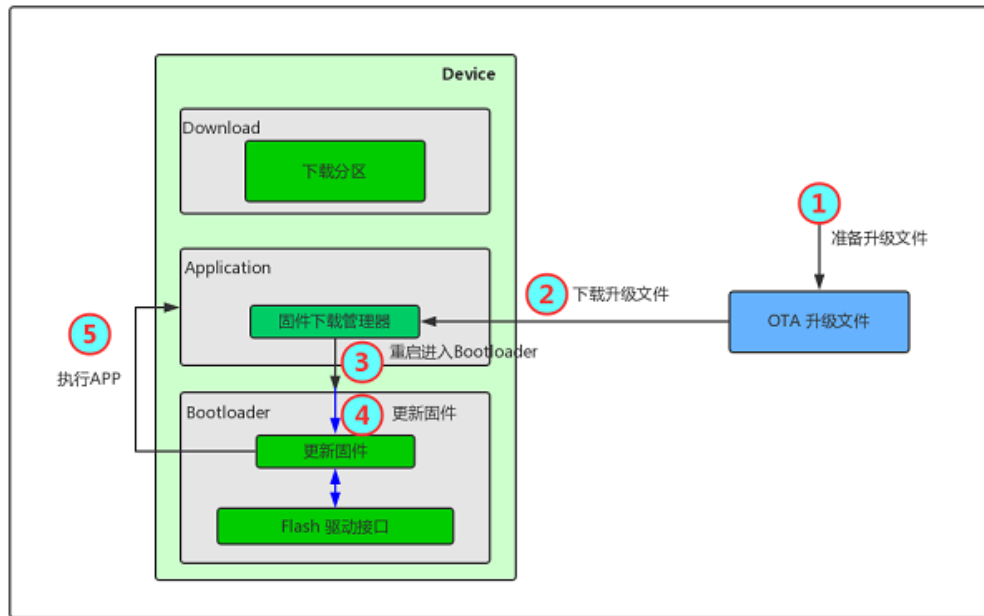 Device
Download
下载分区
1
准备升级文件
Application
2
下载升级文件
固件下载管理器
OTA 升级文件
5
执行APP
3
重启进入Bootloader
Bootloader
4
更新固件
更新固件
Flash 驱动接口